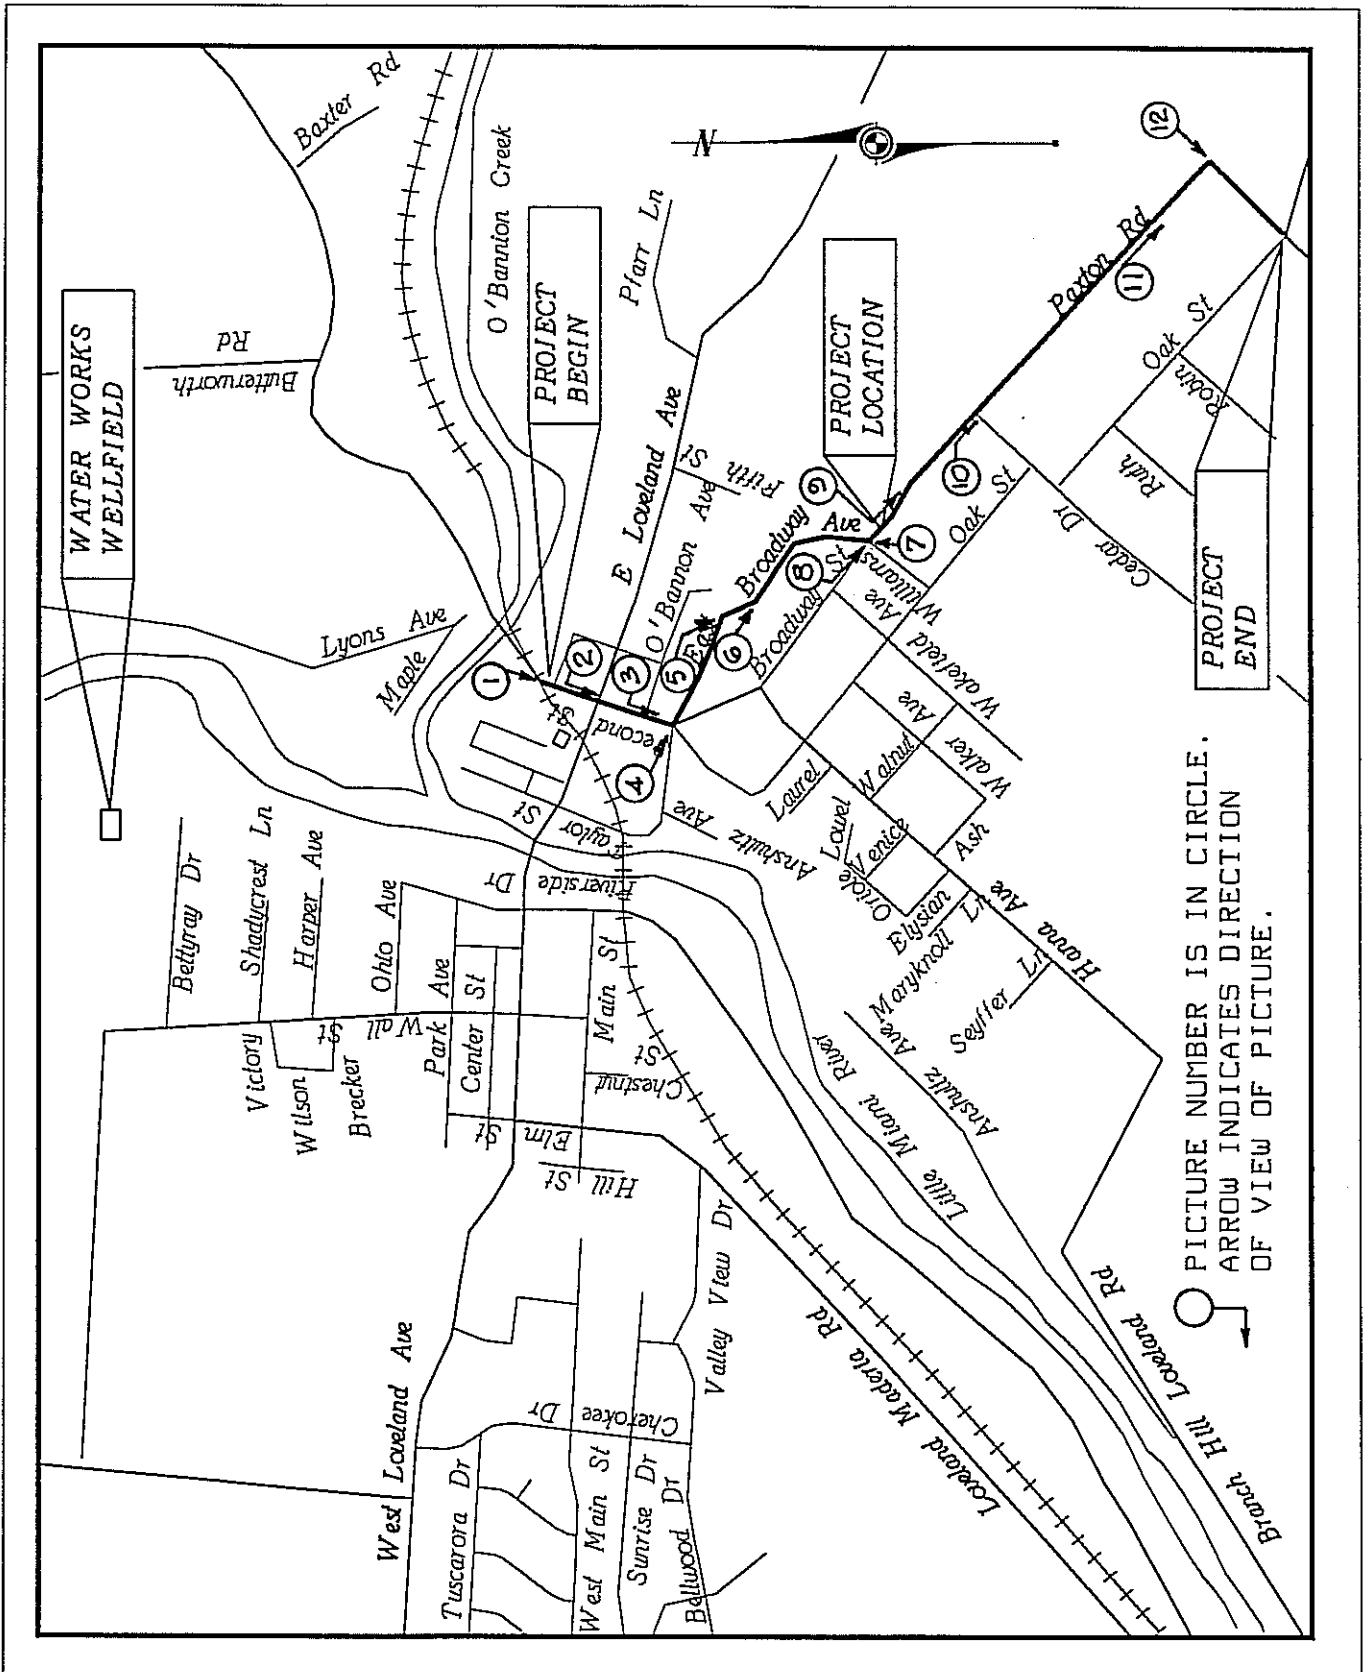 WATER WORKS
WELLFIELD
Baxter Rd
Butterworth
Rd
O'Bannion Creek
N
PROJECT
BEGIN
Pfarr Ln
Lyons Ave
Maple
E Loveland Ave
Fifth
St
O'Bannon Ave
PROJECT
LOCATION
Paxton Rd
Oak St
Robin
Ruth
Cedar Dr
Oak St
PROJECT
END
East Broadway
Ave
Broadway St
Williams
Wakefield
Ave
Walker
Ave
Walnut
Laurel
Lowel
Venice
Oriole
Ash
Elysian
Maryknoll Ln
Seyffer Ln
Hanna Ave
Second
St
Taylor
St
Anshultz Ave
Riverside
Dr
Bettyray Dr
Shadycrest Ln
Harper Ave
Ohio Ave
Park Ave
Center St
Main St
Wall
St
Victory
Wilson
Brecker
Chestnut
St
Elm
St
Hill
St
Anshultz Ave
Little Miami River
Valley View Dr
West Loveland Ave
Cherokee
Dr
Tuscarora Dr
West Main St
Sunrise Dr
Bellwood Dr
Loveland Maderia Rd
Branch Hill Loveland Rd
1
2
3
4
5
6
7
8
9
10
11
12
PICTURE NUMBER IS IN CIRCLE.
ARROW INDICATES DIRECTION
OF VIEW OF PICTURE.